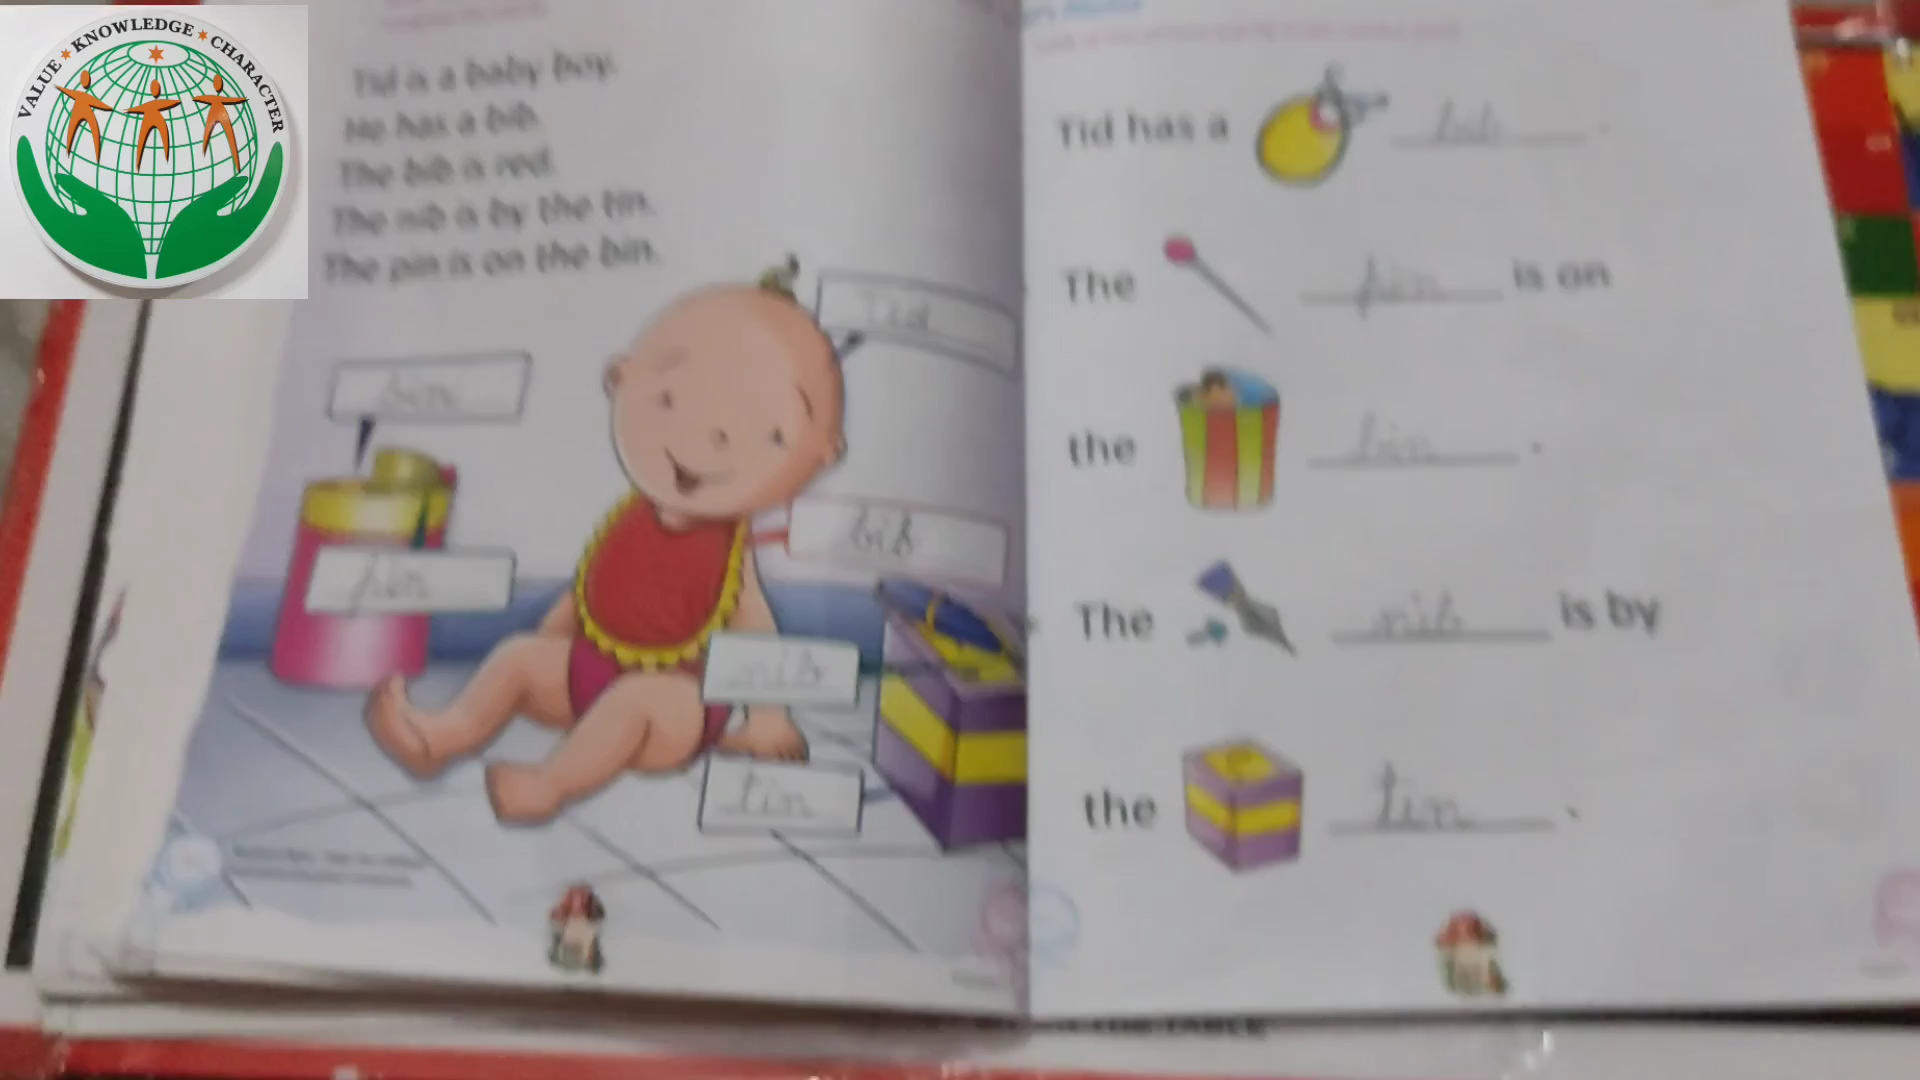 VALUE ★ KNOWLEDGE ★ CHARACTER
Tid is a baby boy.
He has a bib.
The bib is red.
The nib is by the tin.
The pin is on the bin.
Tid
bin
bib
pin
nib
tin
Tid has a bib.
The pin is on
the bin.
The nib is by
the tin.